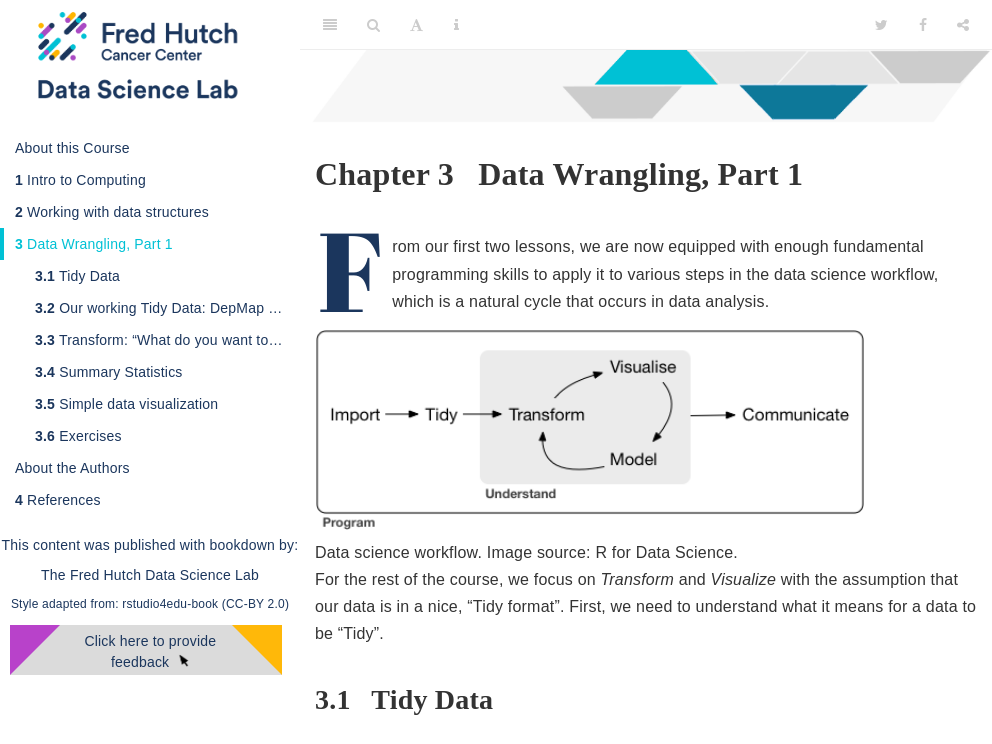 Fred Hutch
Cancer Center
Data Science Lab
About this Course
1 Intro to Computing
2 Working with data structures
3 Data Wrangling, Part 1
3.1 Tidy Data
3.2 Our working Tidy Data: DepMap …
3.3 Transform: “What do you want to…
3.4 Summary Statistics
3.5 Simple data visualization
3.6 Exercises
About the Authors
4 References
This content was published with bookdown by:
The Fred Hutch Data Science Lab
Style adapted from: rstudio4edu-book (CC-BY 2.0)
Click here to provide
feedback
Chapter 3 Data Wrangling, Part 1
From our first two lessons, we are now equipped with enough fundamental
programming skills to apply it to various steps in the data science workflow,
which is a natural cycle that occurs in data analysis.
Import
Tidy
Transform
Visualise
Model
Communicate
Understand
Program
Data science workflow. Image source: R for Data Science.
For the rest of the course, we focus on Transform and Visualize with the assumption that
our data is in a nice, “Tidy format”. First, we need to understand what it means for a data to
be “Tidy”.
3.1 Tidy Data